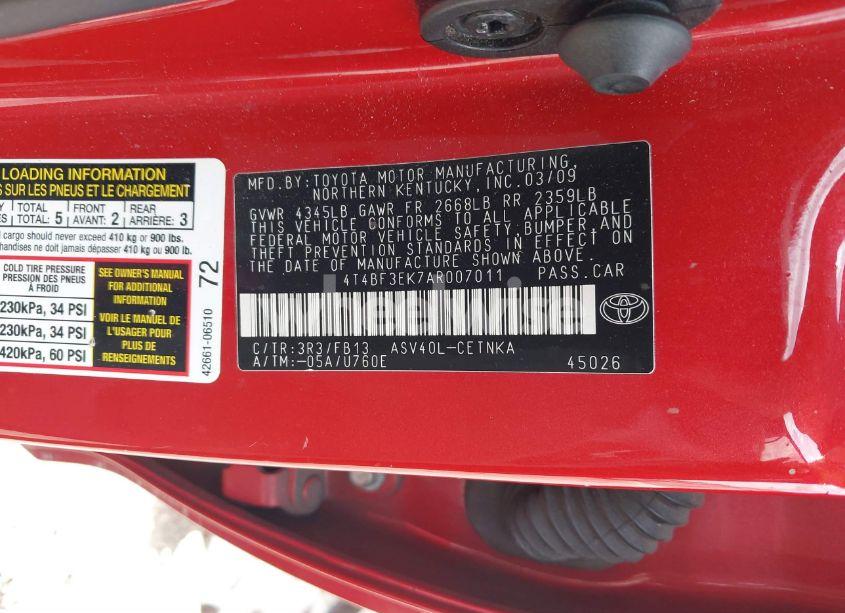 LOADING INFORMATION
SUR LES PNEUS ET LE CHARGEMENT
TOTAL FRONT REAR
TOTAL: 5 AVANT: 2 ARRIÈRE: 3
cargo should never exceed 410 kg or 900 lbs.
ne doit jamais dépasser 410 kg or 900 lb.
COLD TIRE PRESSURE
PRESSION DES PNEUS
À FROID
230kPa, 34 PSI
230kPa, 34 PSI
420kPa, 60 PSI
SEE OWNER'S MANUAL
FOR ADDITIONAL
INFORMATION
VOIR LE MANUEL DE
L'USAGER POUR
PLUS DE
72
42661-06510
MFD.BY:TOYOTA MOTOR MANUFACTURING,
NORTHERN KENTUCKY,INC.03/09
GVWR 4345LB GAWR FR 2668LB RR 2359LB
THIS VEHICLE CONFORMS TO ALL APPLICABLE
FEDERAL MOTOR VEHICLE SAFETY,BUMPER,AND
THEFT PREVENTION STANDARDS IN EFFECT ON
THE DATE OF MANUFACTURE SHOWN ABOVE.
4T4BF3EK7AR007011 PASS.CAR
wheelwise
C/TR:3R3/FB13 ASV40L-CETNKA
A/TM:-05A/U760E 45026